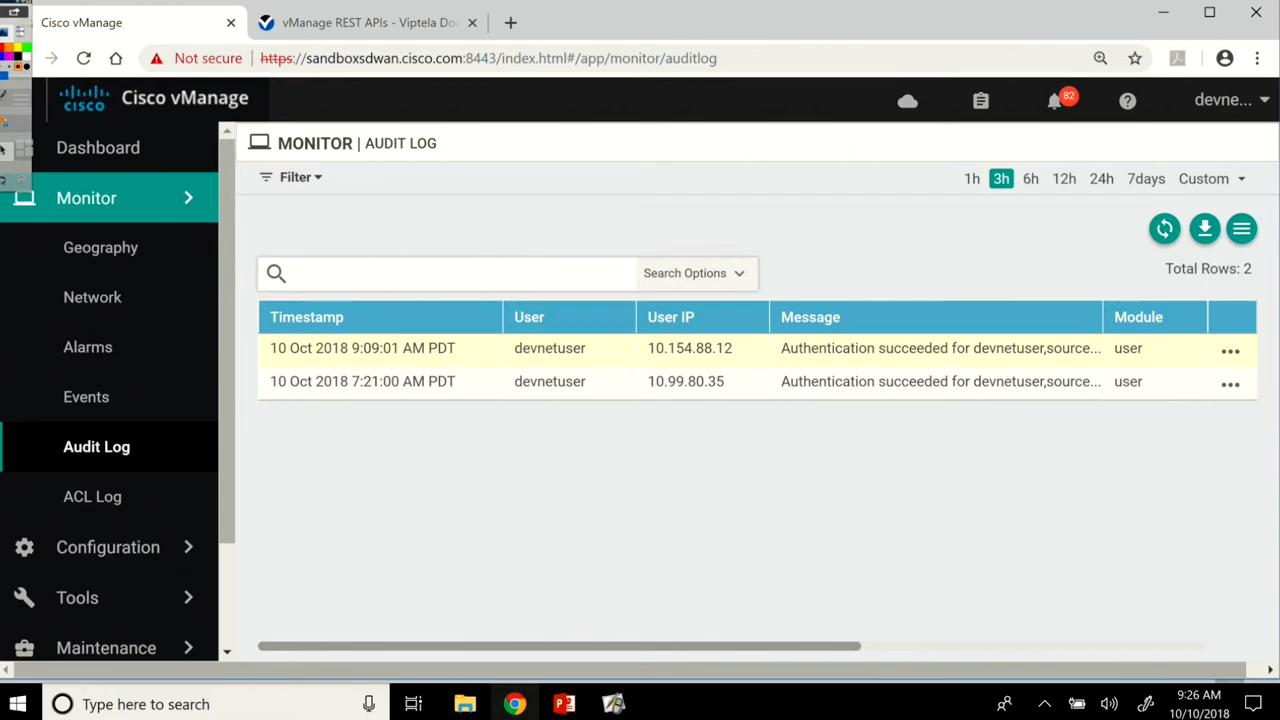 Cisco vManage
vManage REST APIs - Viptela Do
Not secure
https://sandboxsdwan.cisco.com:8443/index.html#/app/monitor/auditlog
cisco
Cisco vManage
82
devne...
Dashboard
Monitor
Geography
Network
Alarms
Events
Audit Log
ACL Log
Configuration
Tools
Maintenance
MONITOR | AUDIT LOG
Filter
1h 3h 6h 12h 24h 7days Custom
Search Options
Total Rows: 2
Timestamp User User IP Message Module
10 Oct 2018 9:09:01 AM PDT devnetuser 10.154.88.12 Authentication succeeded for devnetuser,source... user
10 Oct 2018 7:21:00 AM PDT devnetuser 10.99.80.35 Authentication succeeded for devnetuser,source... user
Type here to search
9:26 AM
10/10/2018